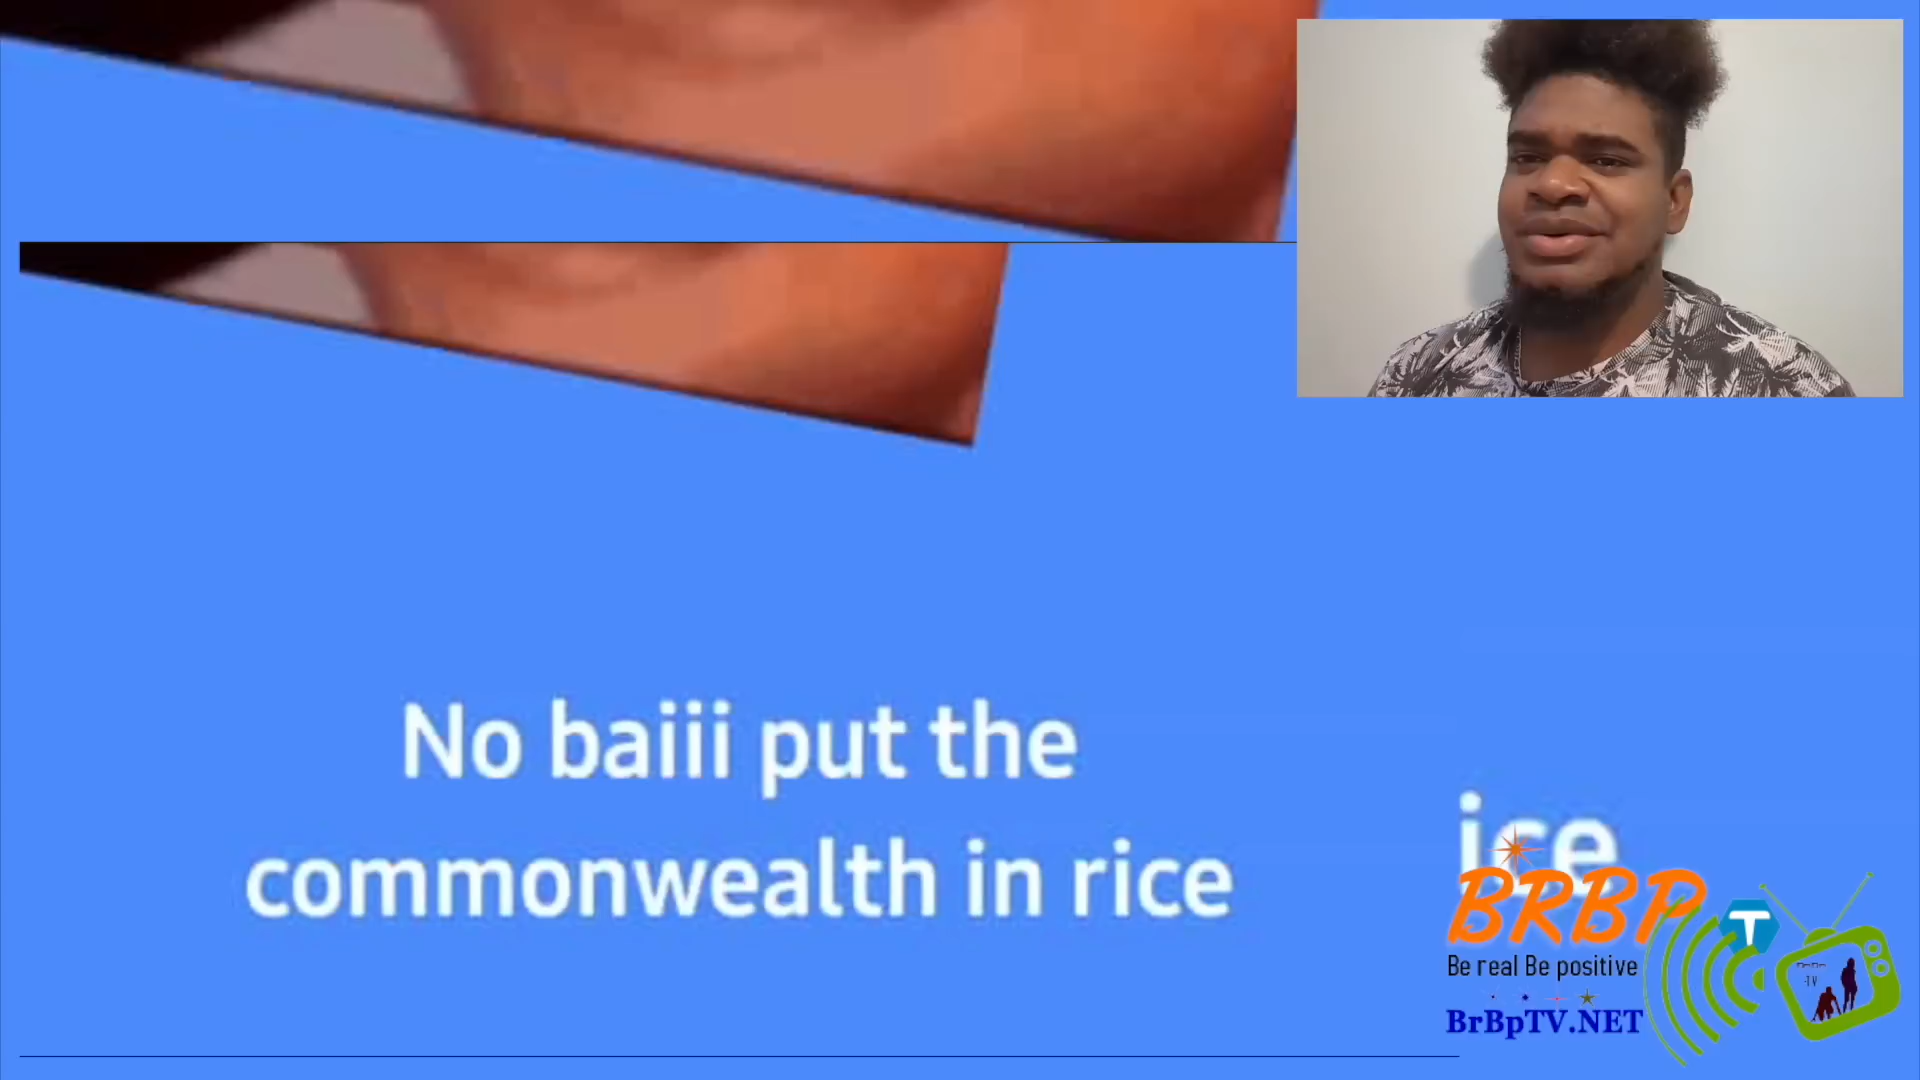 No baiii put the
commonwealth in rice
ice
BRBP
T
Be real Be positive
BrBpTV.NET